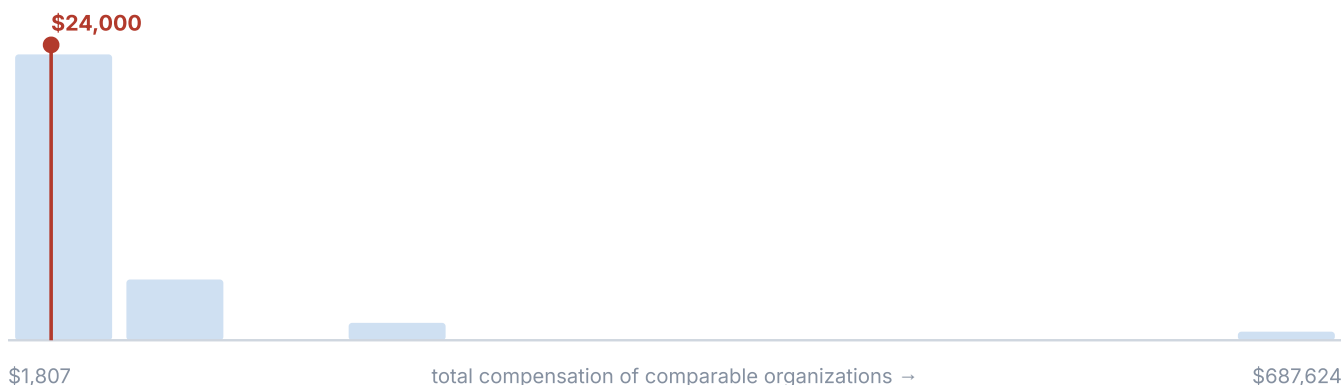 $24,000
$1,807
total compensation of comparable organizations →
$687,624